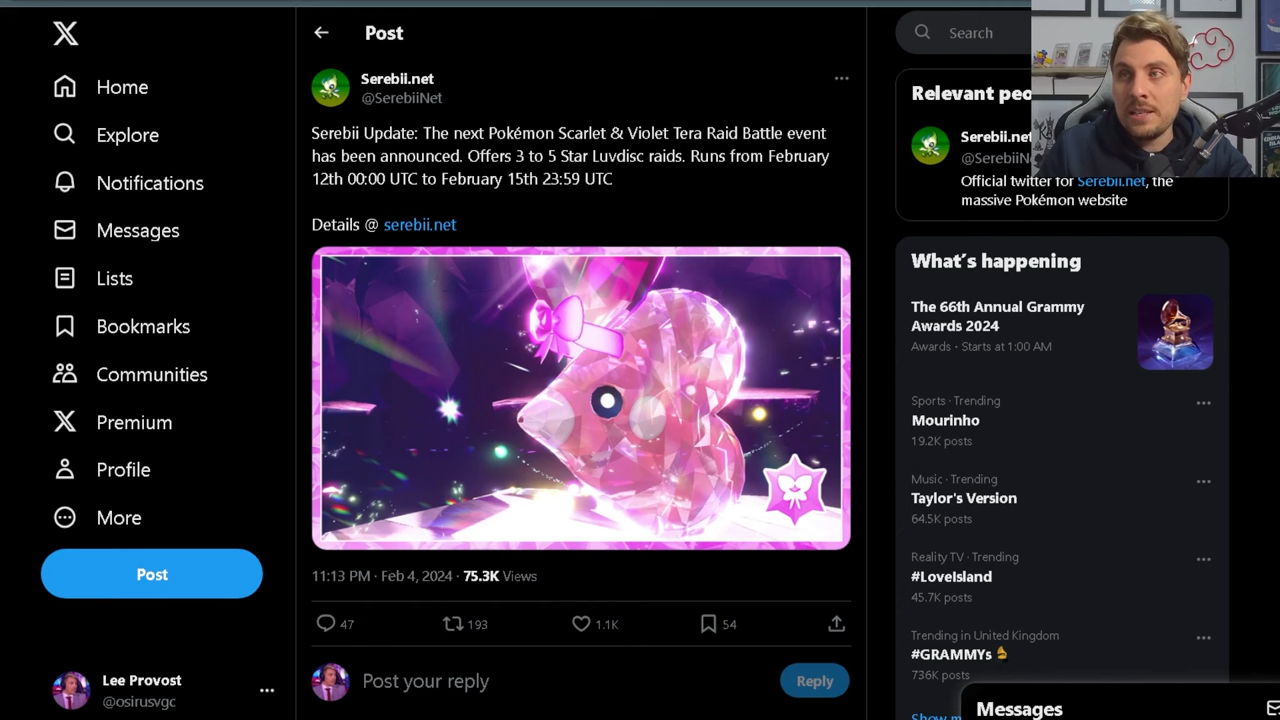 Home
Explore
Notifications
Messages
Lists
Bookmarks
Communities
Premium
Profile
More
Post
Lee Provost
@osirusvgc
Post
Serebii.net
@SerebiiNet
Serebii Update: The next Pokémon Scarlet & Violet Tera Raid Battle event
has been announced. Offers 3 to 5 Star Luvdisc raids. Runs from February
12th 00:00 UTC to February 15th 23:59 UTC
Details @ serebii.net
11:13 PM · Feb 4, 2024 · 75.3K Views
47
193
1.1K
54
Post your reply
Reply
Search
Relevant peo
Serebii.net
@SerebiiN
Official twitter for Serebii.net, the
massive Pokémon website
What's happening
The 66th Annual Grammy
Awards 2024
Awards · Starts at 1:00 AM
Sports · Trending
Mourinho
19.2K posts
Music · Trending
Taylor's Version
64.5K posts
Reality TV · Trending
#LoveIsland
45.7K posts
Trending in United Kingdom
#GRAMMYs
736K posts
Show m
Messages